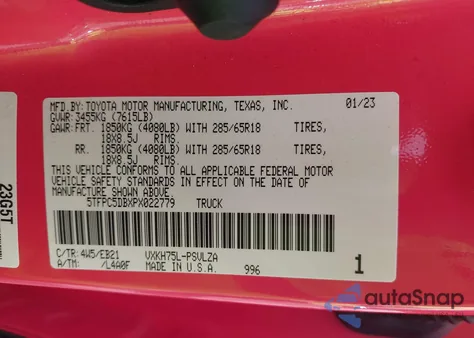 MFD.BY:TOYOTA MOTOR MANUFACTURING, TEXAS, INC. 01/23
GVWR: 3455KG (7615LB)
GAWR: FRT. 1850KG (4080LB) WITH 285/65R18 TIRES,
18X8.5J RIMS.
RR. 1850KG (4080LB) WITH 285/65R18 TIRES,
18X8.5J RIMS.
THIS VEHICLE CONFORMS TO ALL APPLICABLE FEDERAL MOTOR
VEHICLE SAFETY STANDARDS IN EFFECT ON THE DATE OF
MANUFACTURE SHOWN ABOVE.
5TFPC5DBXPX022779 TRUCK
C/TR: 4W5/EB21 VXKH75L-PSVLZA
A/TM: /L4A0F MADE IN U.S.A. 996 1
23G5T
autoSnap